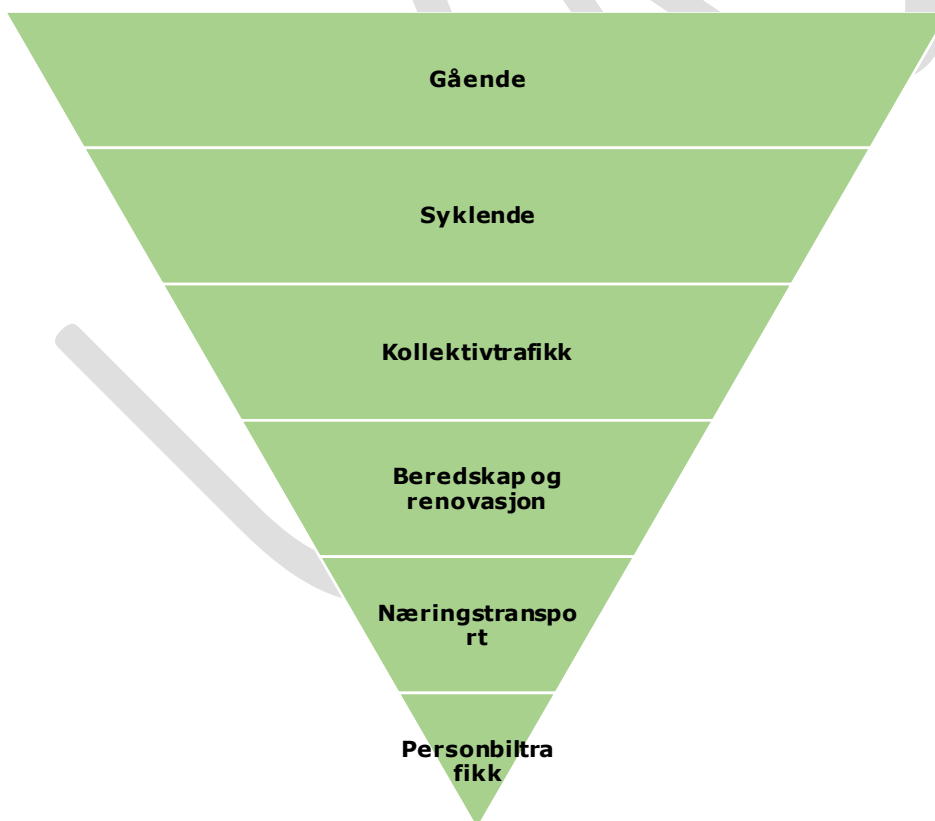 Gående
Syklende
Kollektivtrafikk
Beredskap og
renovasjon
Næringstranspo
rt
Personbiltra
fikk